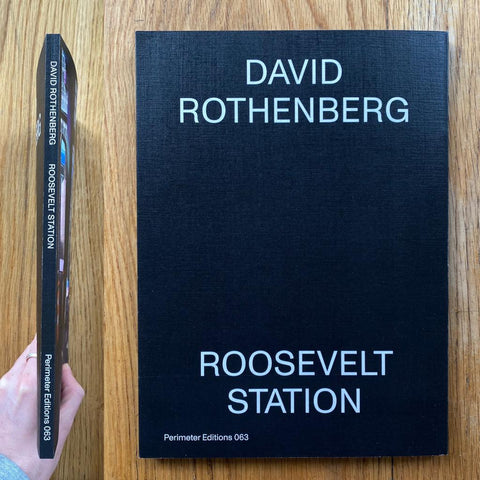 DAVID ROTHENBERG
ROOSEVELT STATION
Perimeter Editions 063
DAVID
ROTHENBERG
ROOSEVELT
STATION
Perimeter Editions 063